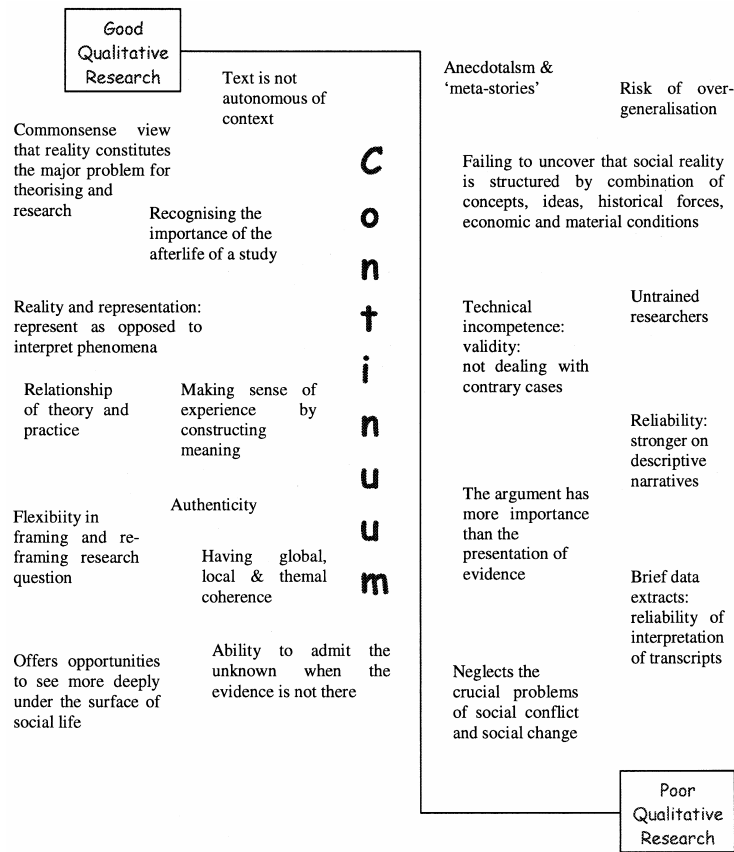 Good
Qualitative
Research
Text is not
autonomous of
context
Commonsense view
that reality constitutes
the major problem for
theorising and
research
Recognising the
importance of the
afterlife of a study
Reality and representation:
represent as opposed to
interpret phenomena
Relationship
of theory and
practice
Making sense of
experience by
constructing
meaning
Authenticity
Flexibiity in
framing and re-
framing research
question
Having global,
local & themal
coherence
Offers opportunities
to see more deeply
under the surface of
social life
Ability to admit the
unknown when the
evidence is not there
C
o
n
t
i
n
u
u
m
Anecdotalsm &
‘meta-stories’
Risk of over-
generalisation
Failing to uncover that social reality
is structured by combination of
concepts, ideas, historical forces,
economic and material conditions
Technical
incompetence:
validity:
not dealing with
contrary cases
Untrained
researchers
Reliability:
stronger on
descriptive
narratives
The argument has
more importance
than the
presentation of
evidence
Brief data
extracts:
reliability of
interpretation
of transcripts
Neglects the
crucial problems
of social conflict
and social change
Poor
Qualitative
Research